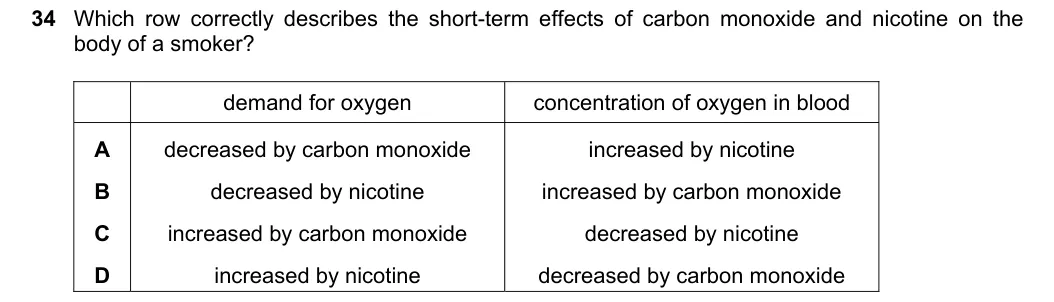 34 Which row correctly describes the short-term effects of carbon monoxide and nicotine on the
body of a smoker?
demand for oxygen concentration of oxygen in blood
A decreased by carbon monoxide increased by nicotine
B decreased by nicotine increased by carbon monoxide
C increased by carbon monoxide decreased by nicotine
D increased by nicotine decreased by carbon monoxide